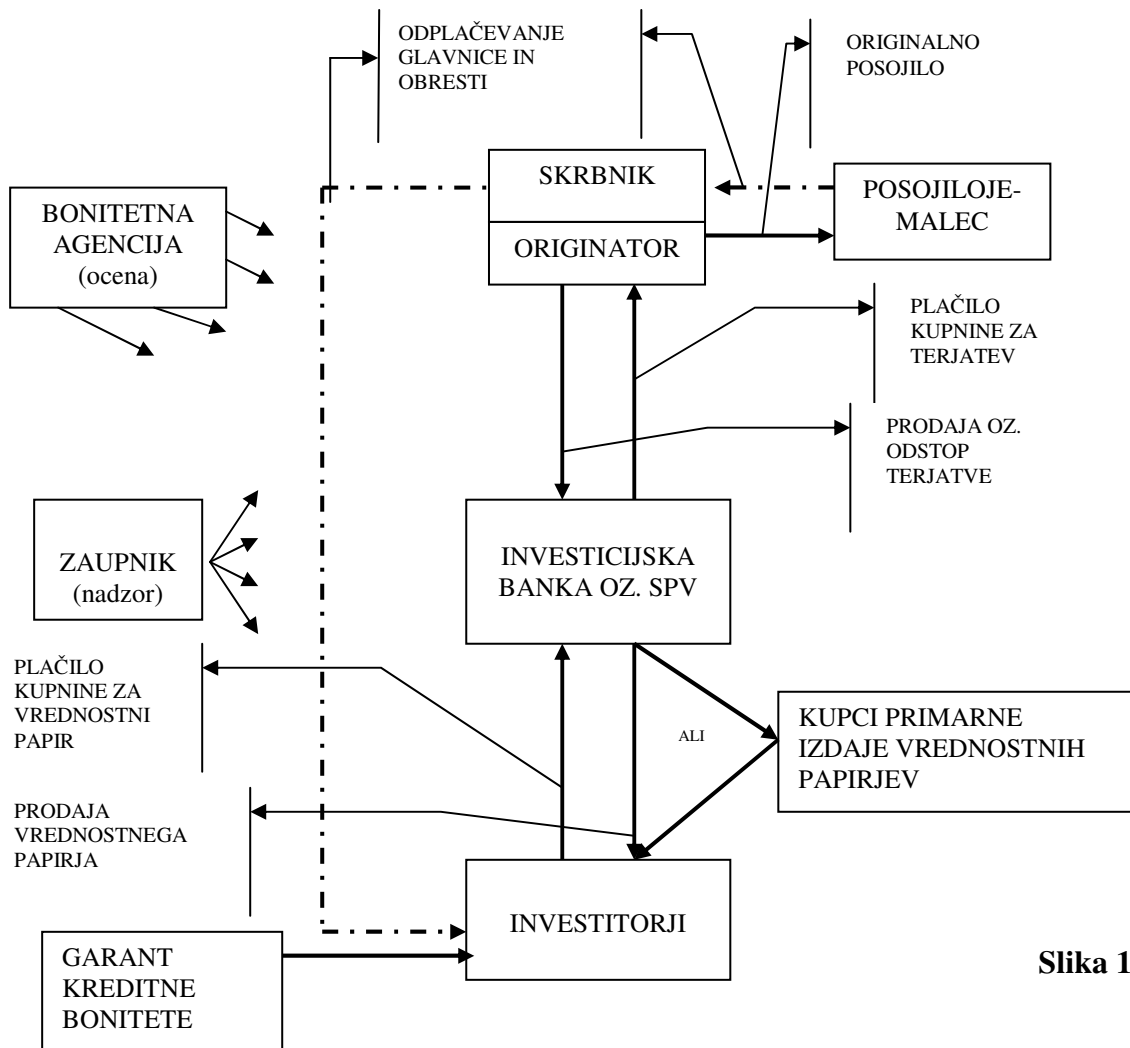 ODPLAČEVANJE
GLAVNICE IN
OBRESTI
ORIGINALNO
POSOJILO
SKRBNIK
ORIGINATOR
POSOJILOJE-
MALEC
BONITETNA
AGENCIJA
(ocena)
PLAČILO
KUPNINE ZA
TERJATEV
PRODAJA OZ.
ODSTOP
TERJATVE
ZAUPNIK
(nadzor)
INVESTICIJSKA
BANKA OZ. SPV
PLAČILO
KUPNINE ZA
VREDNOSTNI
PAPIR
ALI
KUPCI PRIMARNE
IZDAJE VREDNOSTNIH
PAPIRJEV
PRODAJA
VREDNOSTNEGA
PAPIRJA
INVESTITORJI
GARANT
KREDITNE
BONITETE
Slika 1